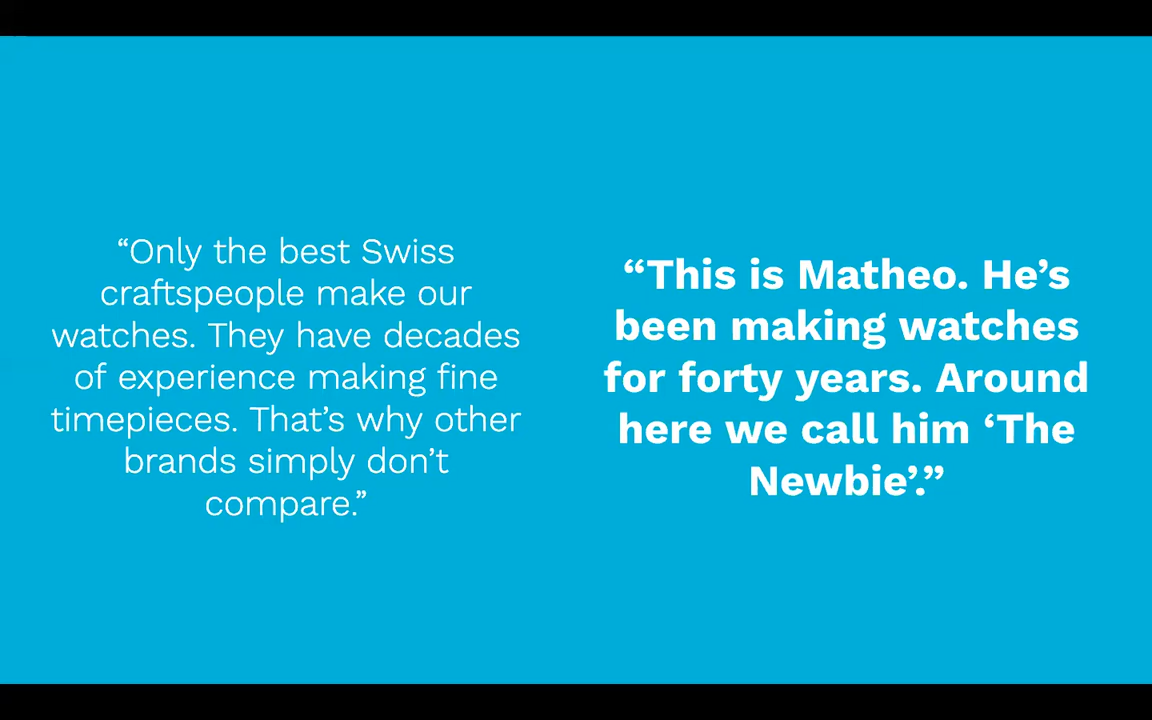 “Only the best Swiss
craftspeople make our
watches. They have decades
of experience making fine
timepieces. That’s why other
brands simply don’t
compare.”
“This is Matheo. He’s
been making watches
for forty years. Around
here we call him ‘The
Newbie’.”